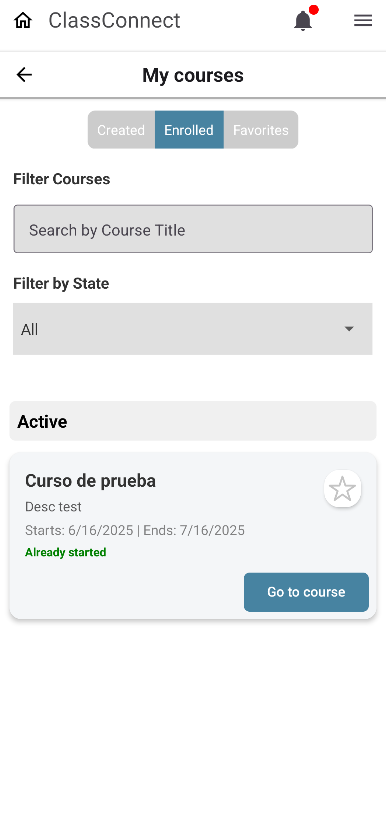 ClassConnect
My courses
Created Enrolled Favorites
Filter Courses
Search by Course Title
Filter by State
All
Active
Curso de prueba
Desc test
Starts: 6/16/2025 | Ends: 7/16/2025
Already started
Go to course